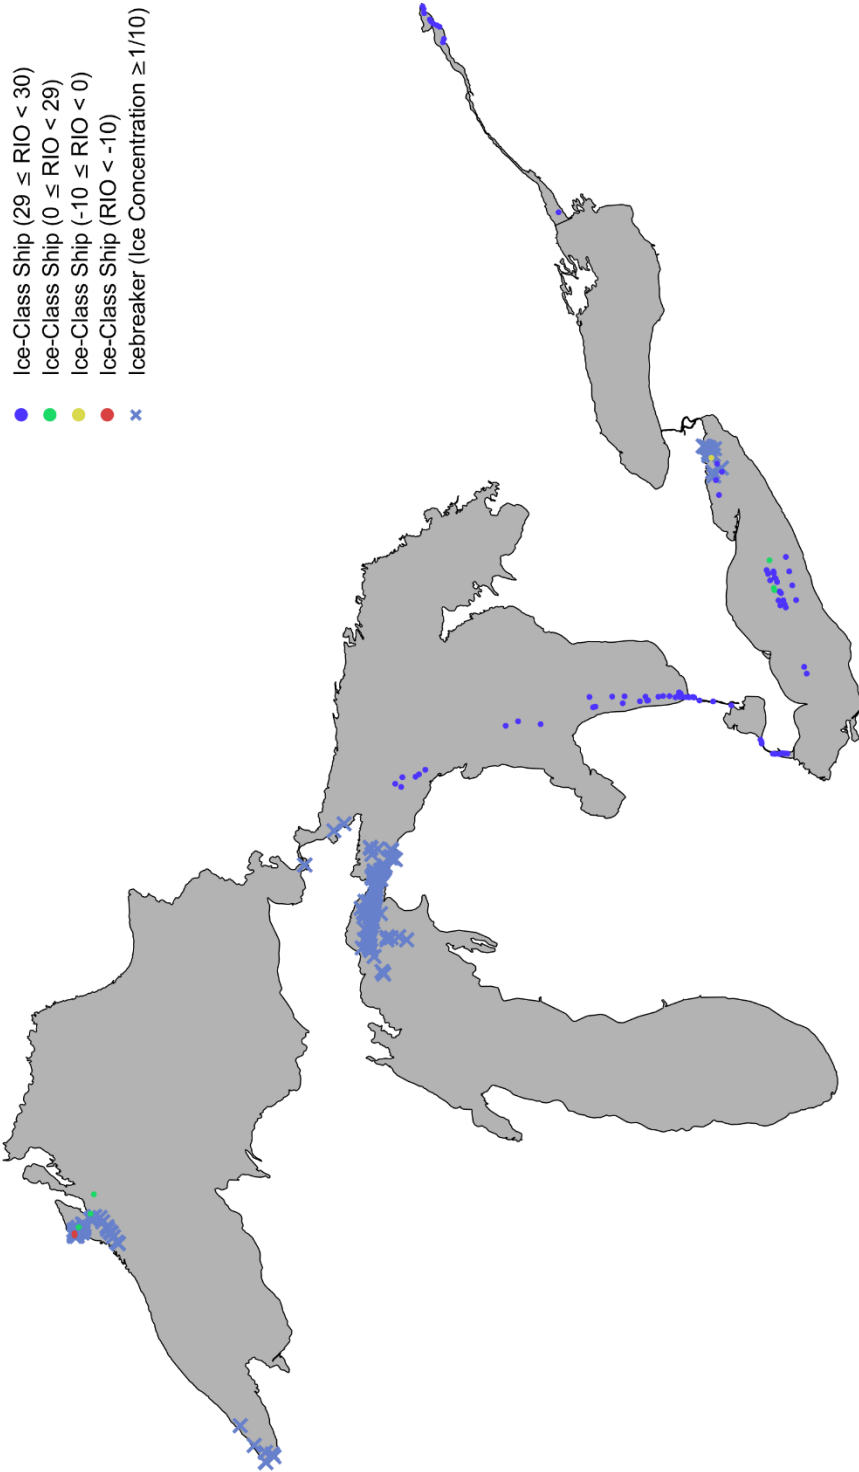 Ice-Class Ship (29 ≤ RIO < 30)
Ice-Class Ship (0 ≤ RIO < 29)
Ice-Class Ship (-10 ≤ RIO < 0)
Ice-Class Ship (RIO < -10)
Icebreaker (Ice Concentration ≥ 1/10)